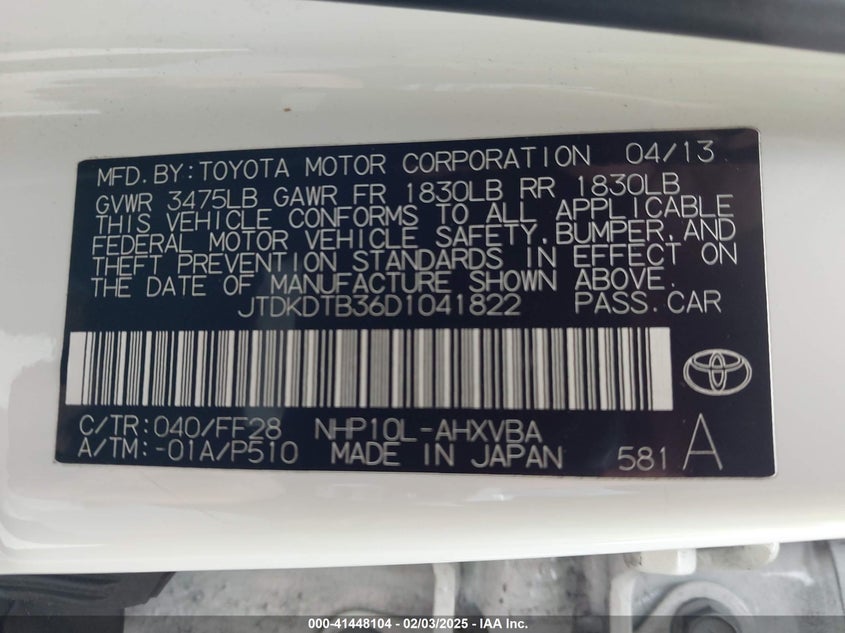 MFD. BY: TOYOTA MOTOR CORPORATION 04/13
GVWR 3475LB GAWR FR 1830LB RR 1830LB
THIS VEHICLE CONFORMS TO ALL APPLICABLE
FEDERAL MOTOR VEHICLE SAFETY, BUMPER, AND
THEFT PREVENTION STANDARDS IN EFFECT ON
THE DATE OF MANUFACTURE SHOWN ABOVE.
JTDKDTB36D1041822 PASS. CAR
C/TR: 040/FF28 NHP10L-AHXVBA
A/TM: -01A/P510 MADE IN JAPAN 581 A
000-41448104 - 02/03/2025 - IAA Inc.